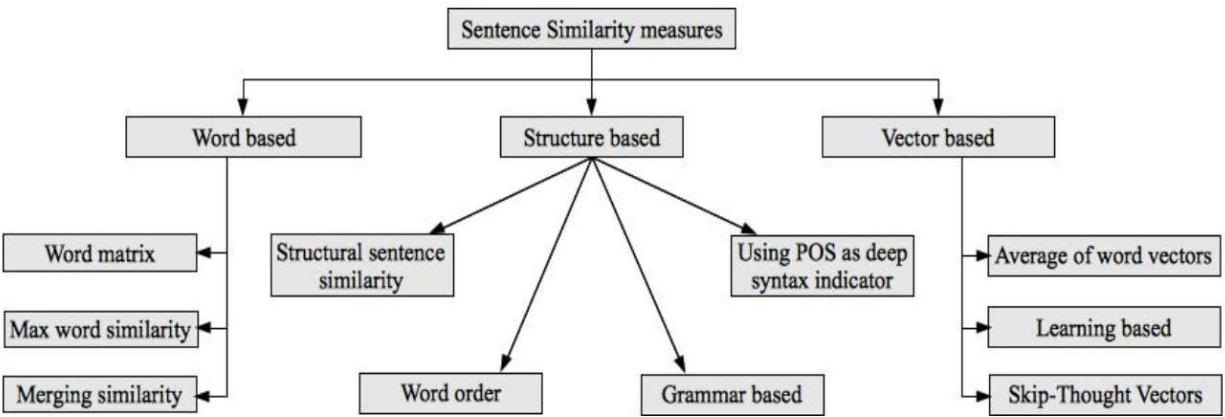 Sentence Similarity measures
Word based
Structure based
Vector based
Word matrix
Structural sentence
similarity
Using POS as deep
syntax indicator
Average of word vectors
Max word similarity
Learning based
Merging similarity
Word order
Grammar based
Skip-Thought Vectors